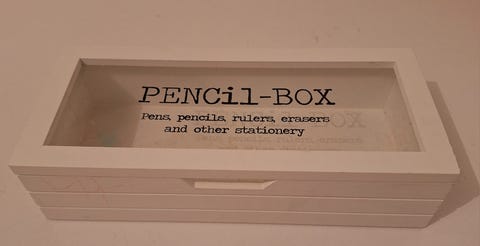 PENCil-BOX
Pens, pencils, rulers, erasers
and other stationery